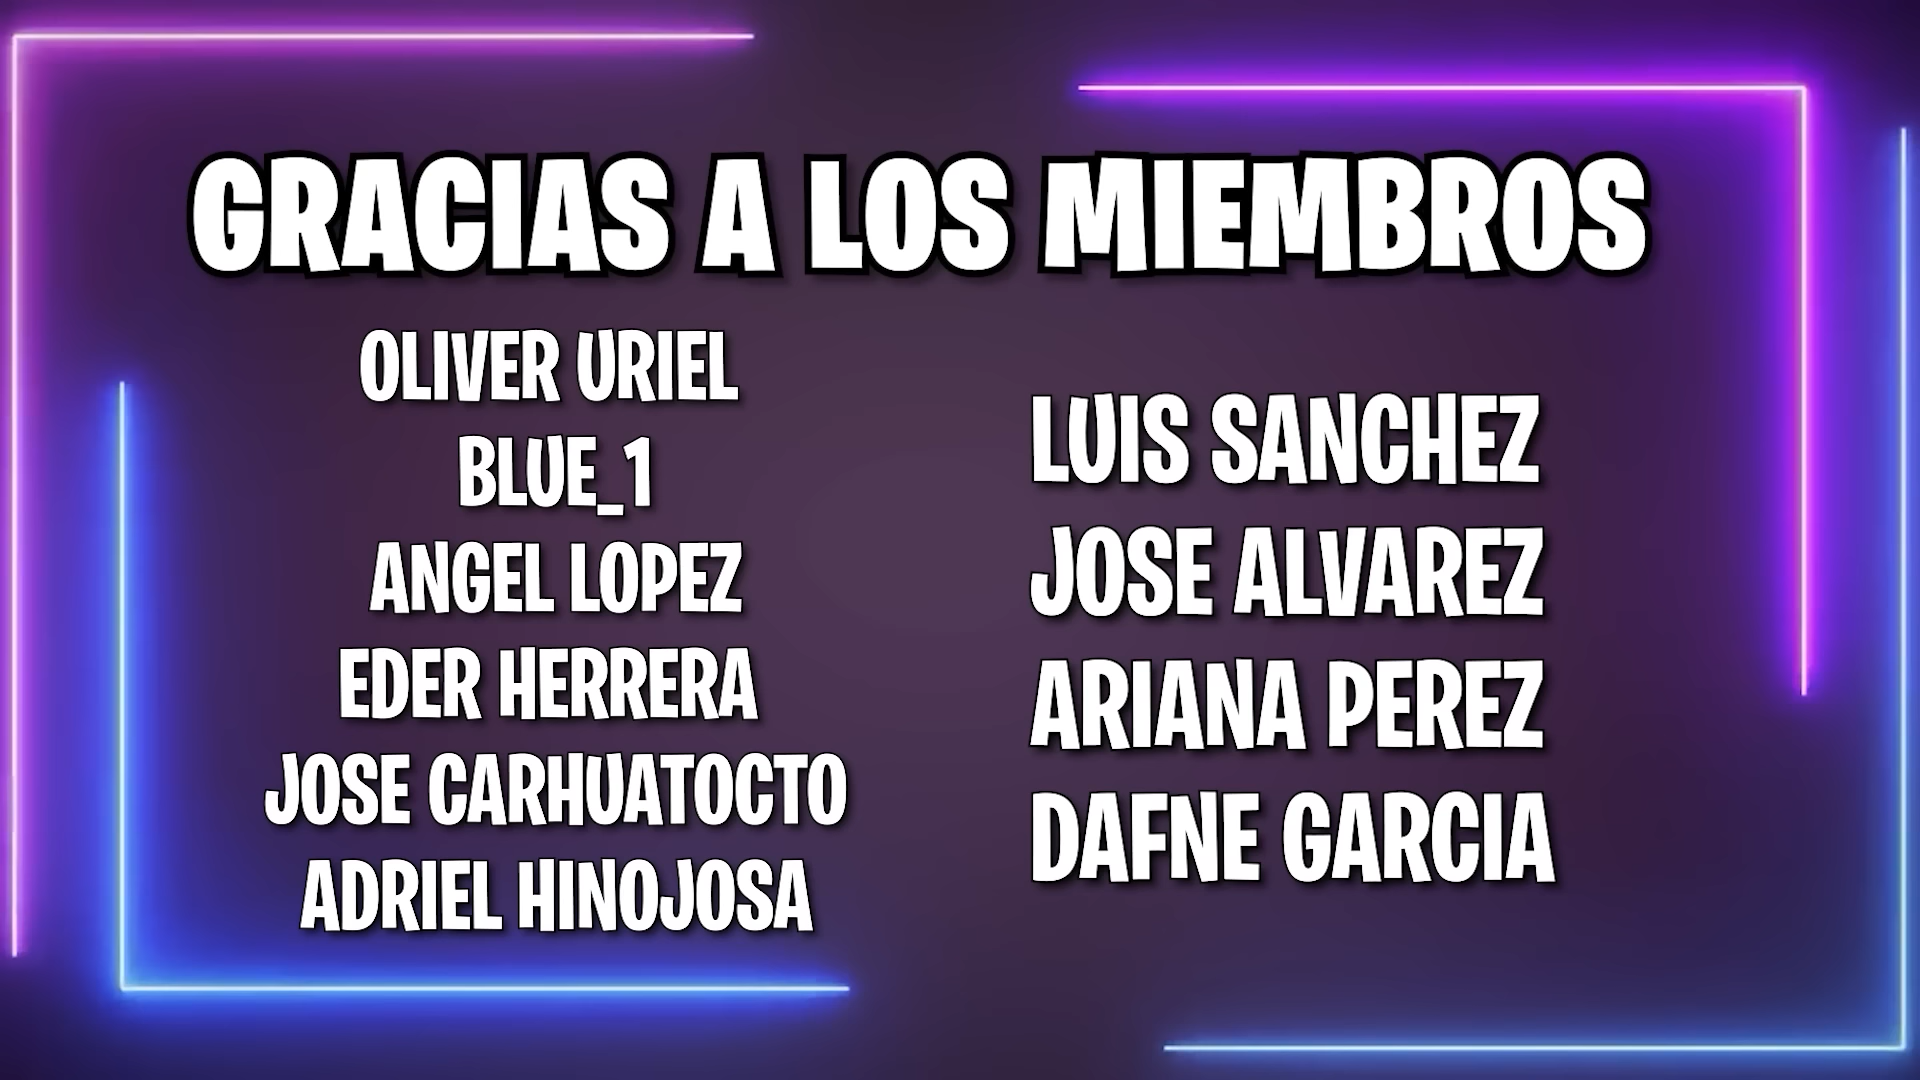 GRACIAS A LOS MIEMBROS
OLIVER URIEL
BLUE_1
ANGEL LOPEZ
EDER HERRERA
JOSE CARHUATOCTO
ADRIEL HINOJOSA
LUIS SANCHEZ
JOSE ALVAREZ
ARIANA PEREZ
DAFNE GARCIA